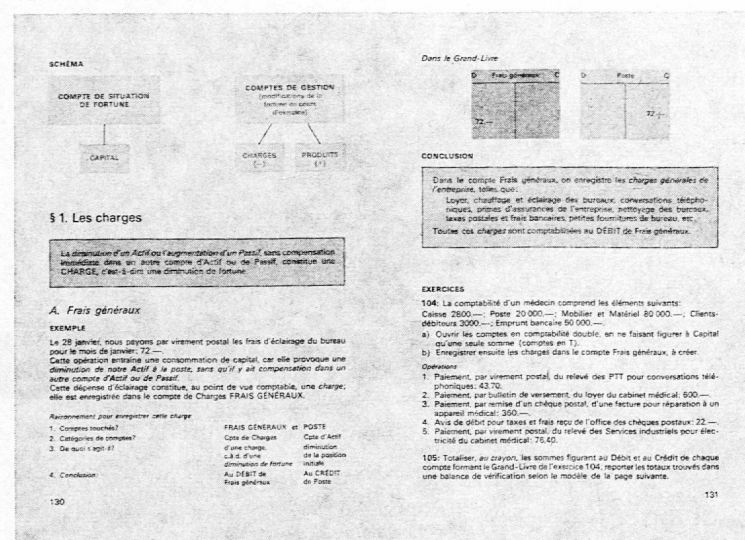 SCHÉMA
COMPTE DE SITUATION
DE FORTUNE
CAPITAL
COMPTES DE GESTION
(modifications de la
fortune en cours
d'exercice)
CHARGES
(–)
PRODUITS
(+)
§ 1. Les charges
La diminution d'un Actif ou l'augmentation d'un Passif, sans compensation
immédiate dans un autre compte d'Actif ou de Passif, constitue une
CHARGE, c'est-à-dire une diminution de fortune.
A. Frais généraux
EXEMPLE
Le 28 janvier, nous payons par virement postal les frais d'éclairage du bureau
pour le mois de janvier: 72.—
Cette opération entraîne une consommation de capital, car elle provoque une
diminution de notre Actif à la poste, sans qu'il y ait compensation dans un
autre compte d'Actif ou de Passif.
Cette dépense d'éclairage constitue, au point de vue comptable, une charge;
elle est enregistrée dans le compte de Charges FRAIS GÉNÉRAUX.
Raisonnement pour enregistrer cette charge
1. Comptes touchés? FRAIS GÉNÉRAUX et POSTE
2. Catégories de comptes? Cpte de Charges Cpte d'Actif
3. De quoi s'agit-il? d'une charge, diminution
c.à.d. d'une de la position
diminution de fortune initiale
4. Conclusion: Au DÉBIT de Au CRÉDIT
Frais généraux de Poste
130
Dans le Grand-Livre
D Frais généraux C
72.—
D Poste C
72.—
CONCLUSION
Dans le compte Frais généraux, on enregistre les charges générales de
l'entreprise, telles que:
Loyer, chauffage et éclairage des bureaux, conversations télépho-
niques, primes d'assurances de l'entreprise, nettoyage des bureaux,
taxes postales et frais bancaires, petites fournitures de bureau, etc.
Toutes ces charges sont comptabilisées au DÉBIT de Frais généraux.
EXERCICES
104: La comptabilité d'un médecin comprend les éléments suivants:
Caisse 2800.—; Poste 20 000.—; Mobilier et Matériel 80 000.—; Clients-
débiteurs 3000.—; Emprunt bancaire 50 000.—.
a) Ouvrir les comptes en comptabilité double, en ne faisant figurer à Capital
qu'une seule somme (comptes en T).
b) Enregistrer ensuite les charges dans le compte Frais généraux, à créer.
Opérations
1. Paiement, par virement postal, du relevé des PTT pour conversations télé-
phoniques: 43.70.
2. Paiement, par bulletin de versement, du loyer du cabinet médical: 600.—.
3. Paiement, par remise d'un chèque postal, d'une facture pour réparation à un
appareil médical: 350.—.
4. Avis de débit pour taxes et frais reçu de l'office des chèques postaux: 22.—.
5. Paiement, par virement postal, du relevé des Services industriels pour élec-
tricité du cabinet médical: 76.40.
105: Totaliser, au crayon, les sommes figurant au Débit et au Crédit de chaque
compte formant le Grand-Livre de l'exercice 104, reporter les totaux trouvés dans
une balance de vérification selon le modèle de la page suivante.
131